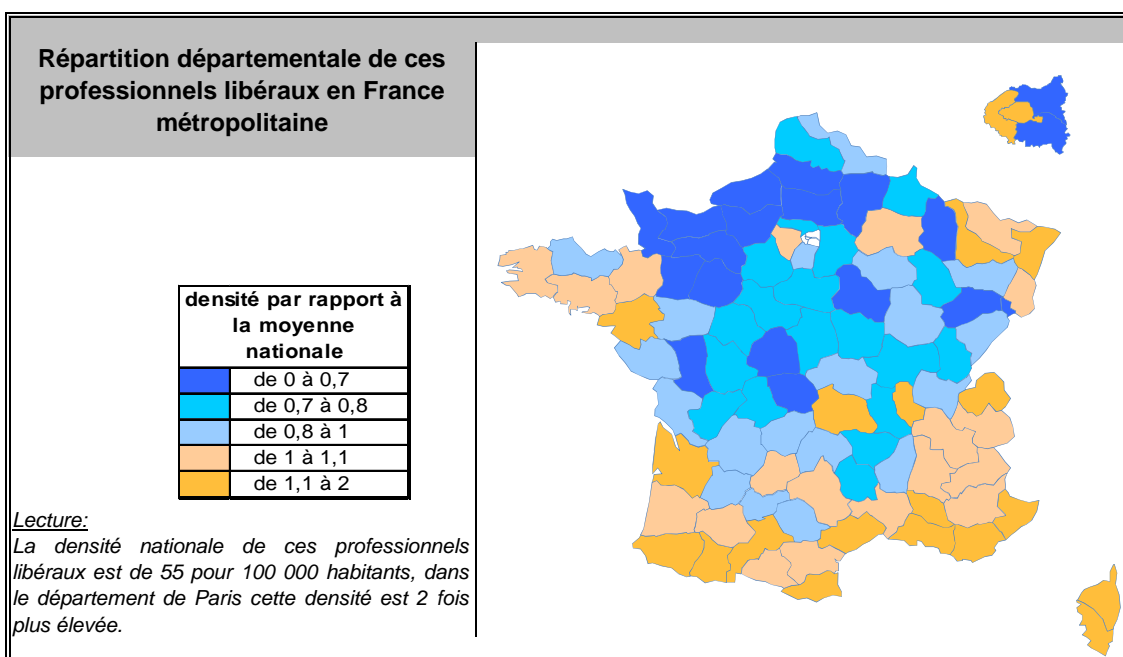 Répartition départementale de ces
professionnels libéraux en France
métropolitaine
densité par rapport à
la moyenne
nationale
de 0 à 0,7
de 0,7 à 0,8
de 0,8 à 1
de 1 à 1,1
de 1,1 à 2
Lecture:
La densité nationale de ces professionnels
libéraux est de 55 pour 100 000 habitants, dans
le département de Paris cette densité est 2 fois
plus élevée.